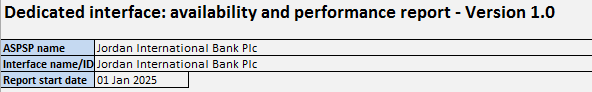 Dedicated interface: availability and performance report - Version 1.0
ASPSP name Jordan International Bank Plc
Interface name/ID Jordan International Bank Plc
Report start date 01 Jan 2025